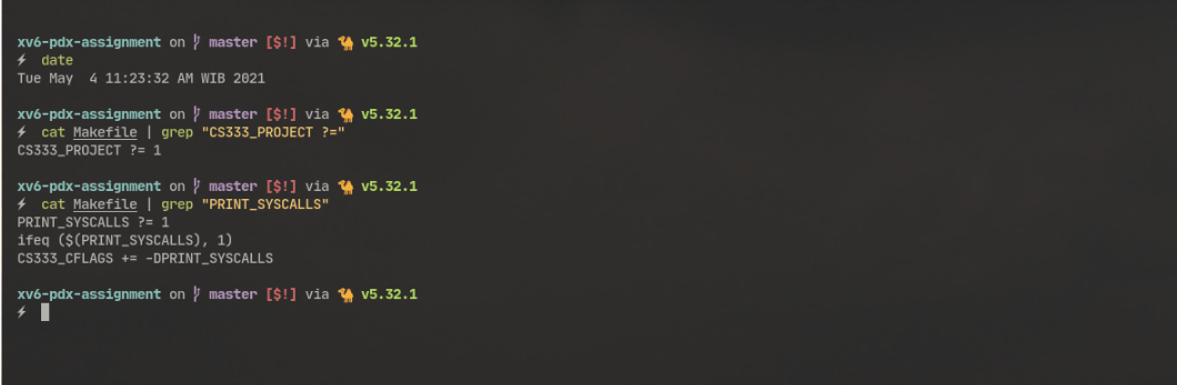 xv6-pdx-assignment on master [$!] via 🐪 v5.32.1
⚡ date
Tue May  4 11:23:32 AM WIB 2021
xv6-pdx-assignment on master [$!] via 🐪 v5.32.1
⚡ cat Makefile | grep "CS333_PROJECT ?="
CS333_PROJECT ?= 1
xv6-pdx-assignment on master [$!] via 🐪 v5.32.1
⚡ cat Makefile | grep "PRINT_SYSCALLS"
PRINT_SYSCALLS ?= 1
ifeq ($(PRINT_SYSCALLS), 1)
CS333_CFLAGS += -DPRINT_SYSCALLS
xv6-pdx-assignment on master [$!] via 🐪 v5.32.1
⚡